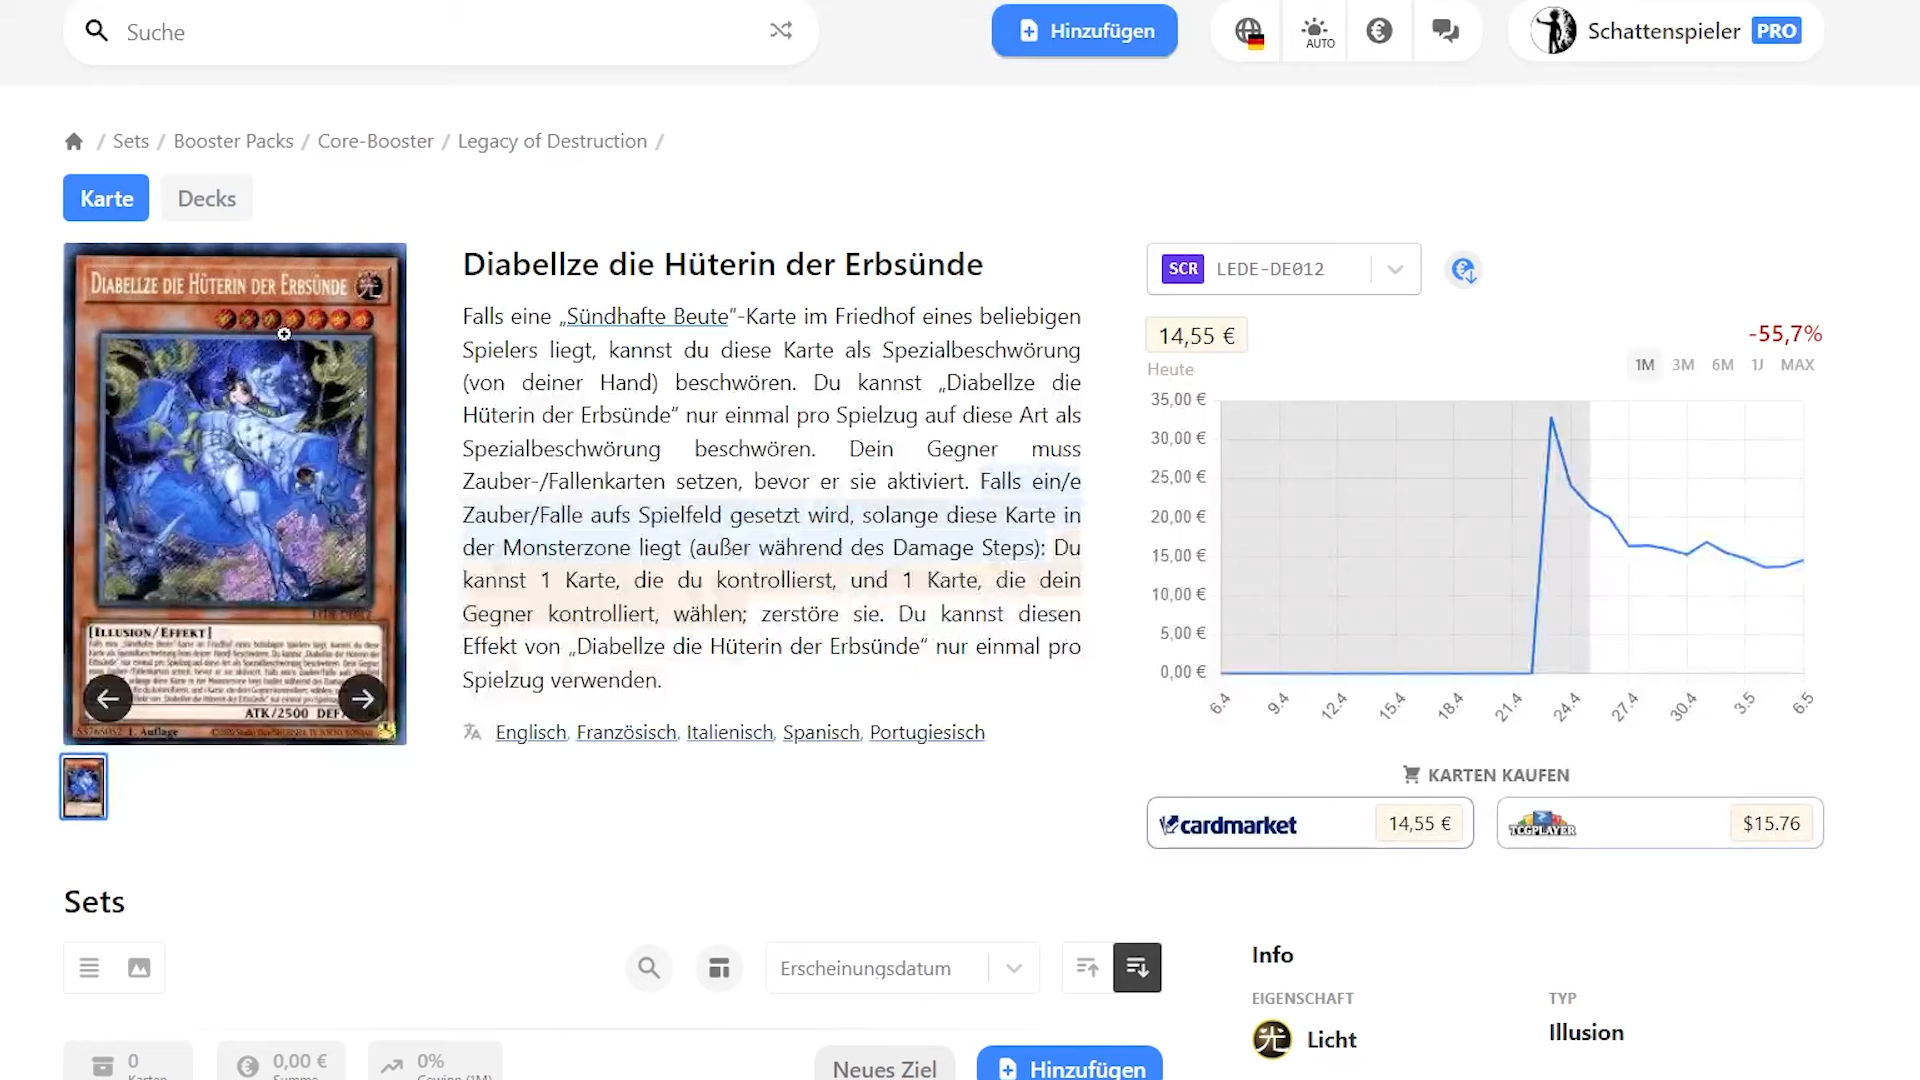 Suche
Hinzufügen
AUTO
Schattenspieler PRO
/ Sets / Booster Packs / Core-Booster / Legacy of Destruction /
Karte
Decks
DIABELLZE DIE HÜTERIN DER ERBSÜNDE
光
LEDE-DE012
[ILLUSION/EFFEKT]
ATK/2500 DEF
53765052 1. Auflage
Diabellze die Hüterin der Erbsünde
Falls eine „Sündhafte Beute“-Karte im Friedhof eines beliebigen
Spielers liegt, kannst du diese Karte als Spezialbeschwörung
(von deiner Hand) beschwören. Du kannst „Diabellze die
Hüterin der Erbsünde“ nur einmal pro Spielzug auf diese Art als
Spezialbeschwörung beschwören. Dein Gegner muss
Zauber-/Fallenkarten setzen, bevor er sie aktiviert. Falls ein/e
Zauber/Falle aufs Spielfeld gesetzt wird, solange diese Karte in
der Monsterzone liegt (außer während des Damage Steps): Du
kannst 1 Karte, die du kontrollierst, und 1 Karte, die dein
Gegner kontrolliert, wählen; zerstöre sie. Du kannst diesen
Effekt von „Diabellze die Hüterin der Erbsünde“ nur einmal pro
Spielzug verwenden.
Englisch, Französisch, Italienisch, Spanisch, Portugiesisch
SCR LEDE-DE012
14,55 €
-55,7%
Heute
1M 3M 6M 1J MAX
35,00 €
30,00 €
25,00 €
20,00 €
15,00 €
10,00 €
5,00 €
0,00 €
6.4 9.4 12.4 15.4 18.4 21.4 24.4 27.4 30.4 3.5 6.5
KARTEN KAUFEN
cardmarket 14,55 €
TCGPLAYER $15.76
Sets
Erscheinungsdatum
0
Karten
0,00 €
Summe
0%
Gewinn (1M)
Neues Ziel
Hinzufügen
Info
EIGENSCHAFT
光 Licht
TYP
Illusion